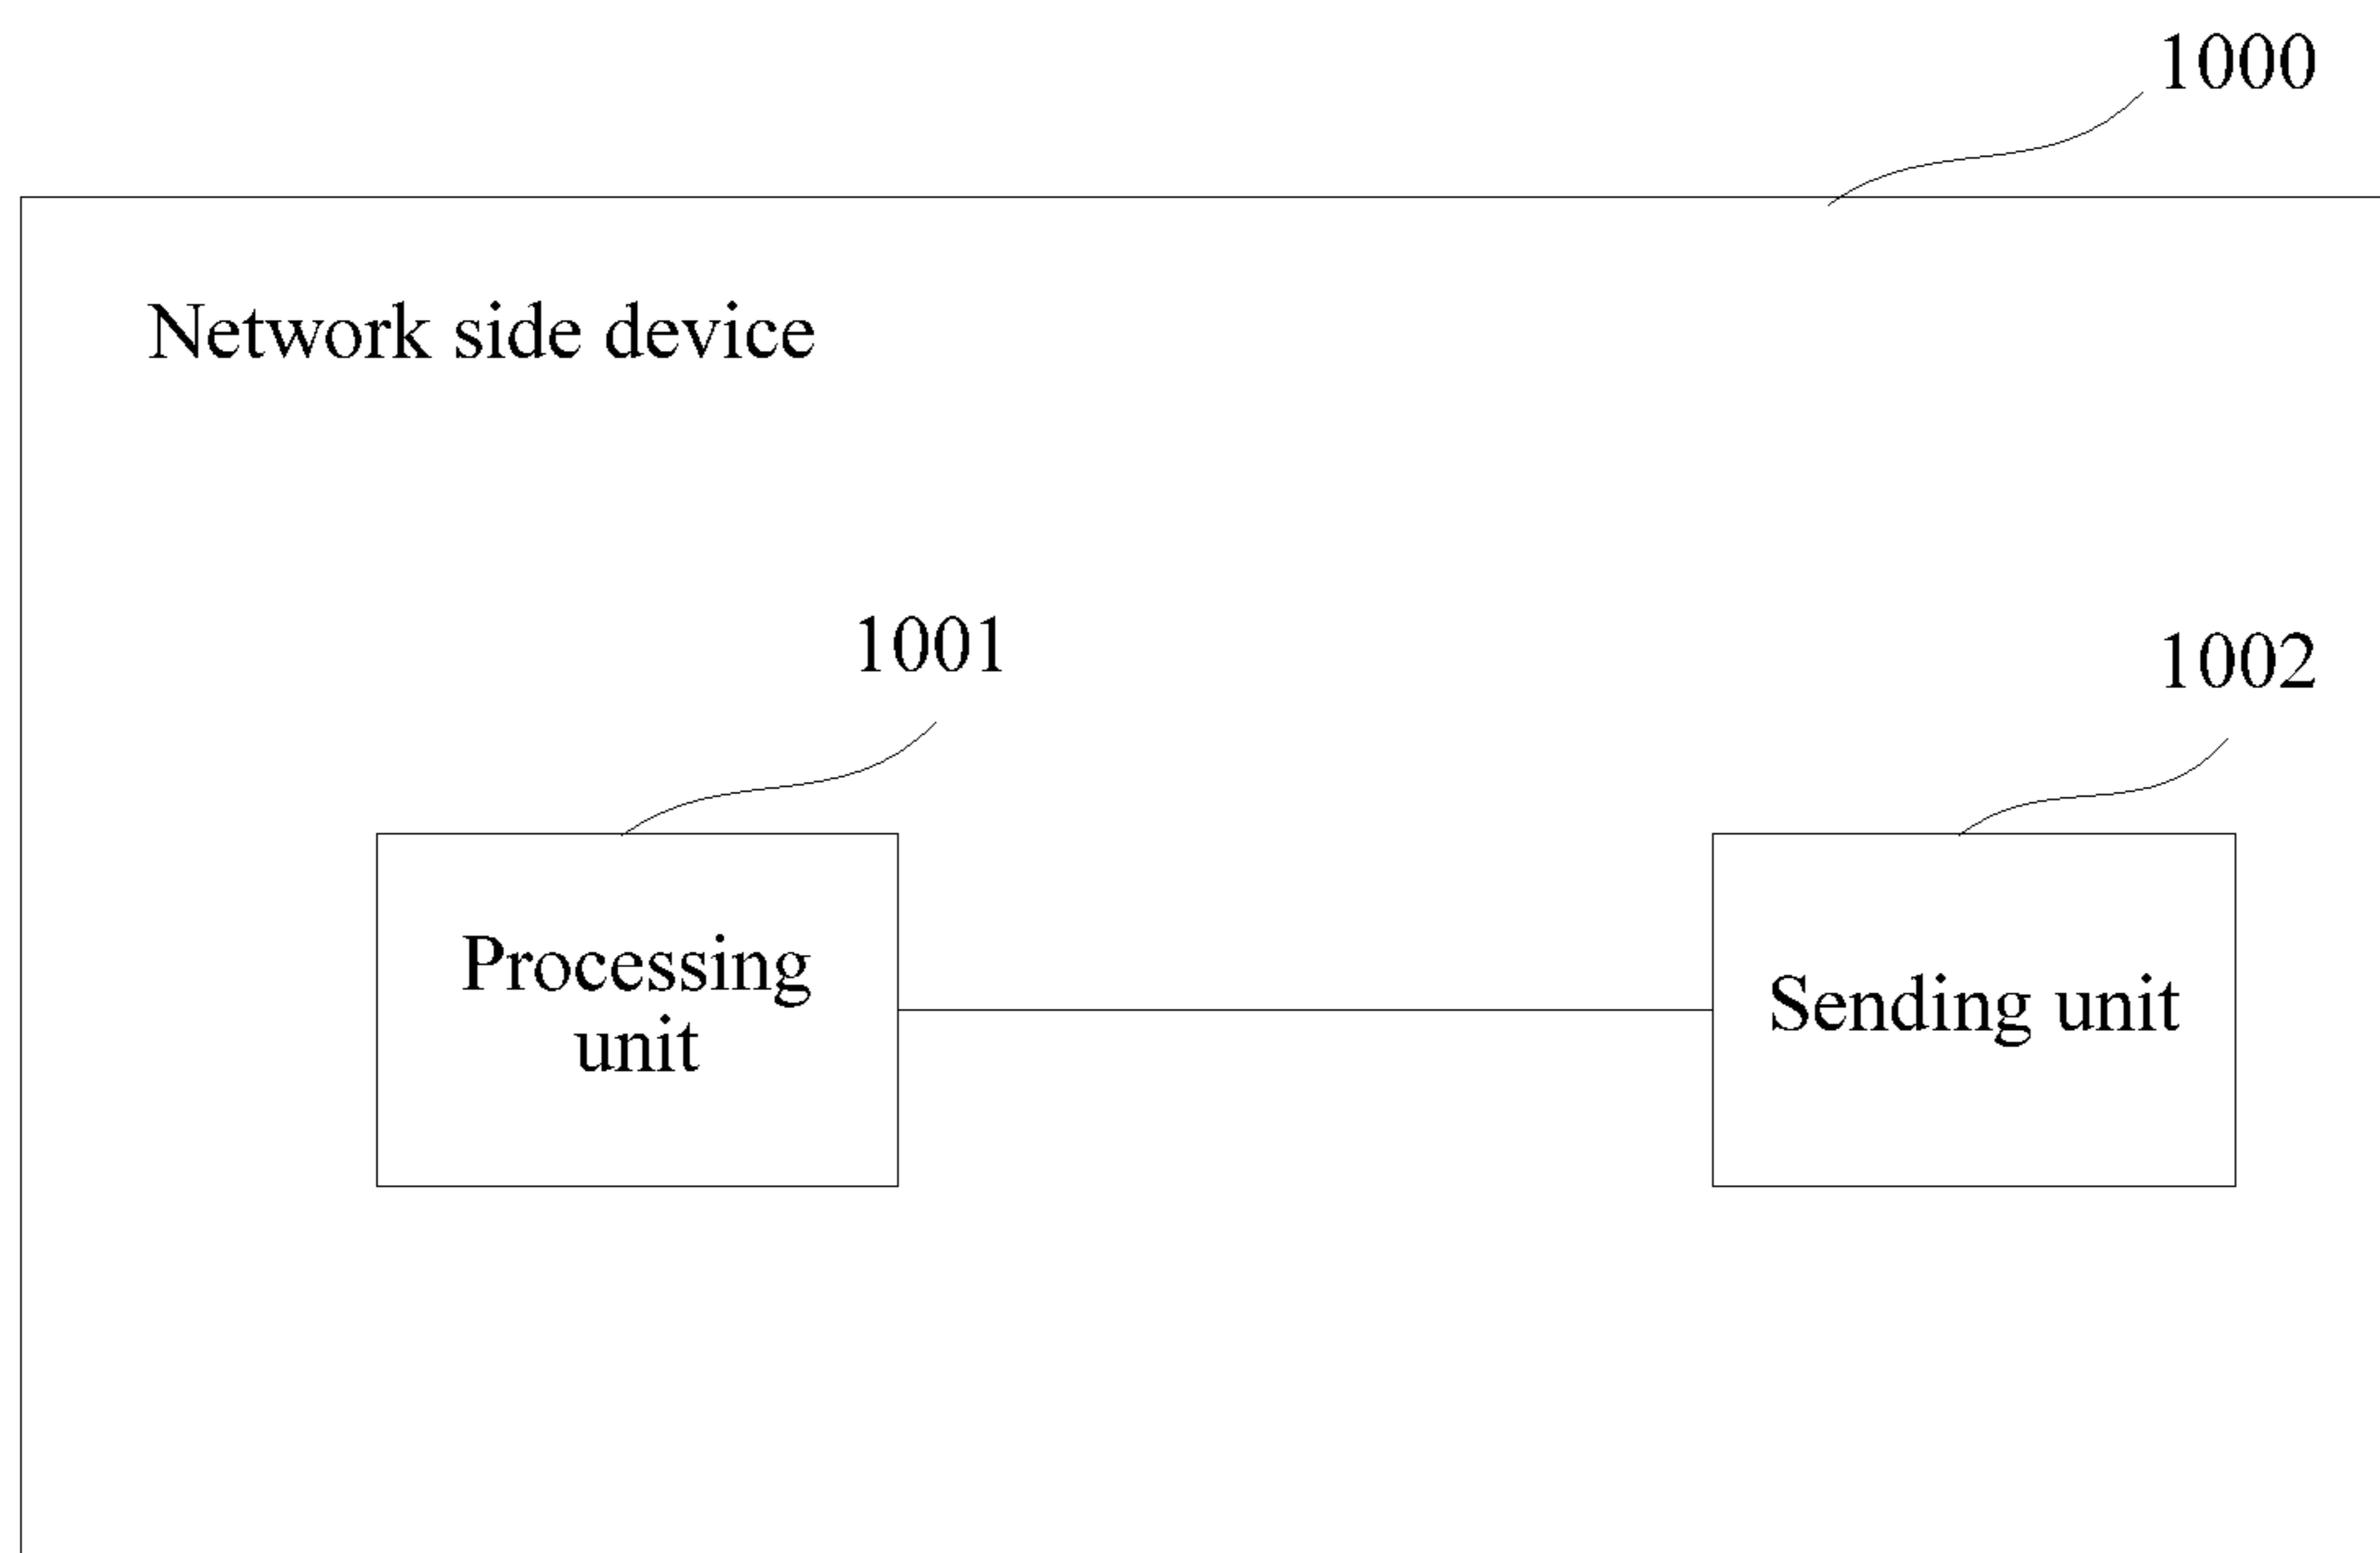 1000
Network side device
1001
1002
Processing
unit
Sending unit